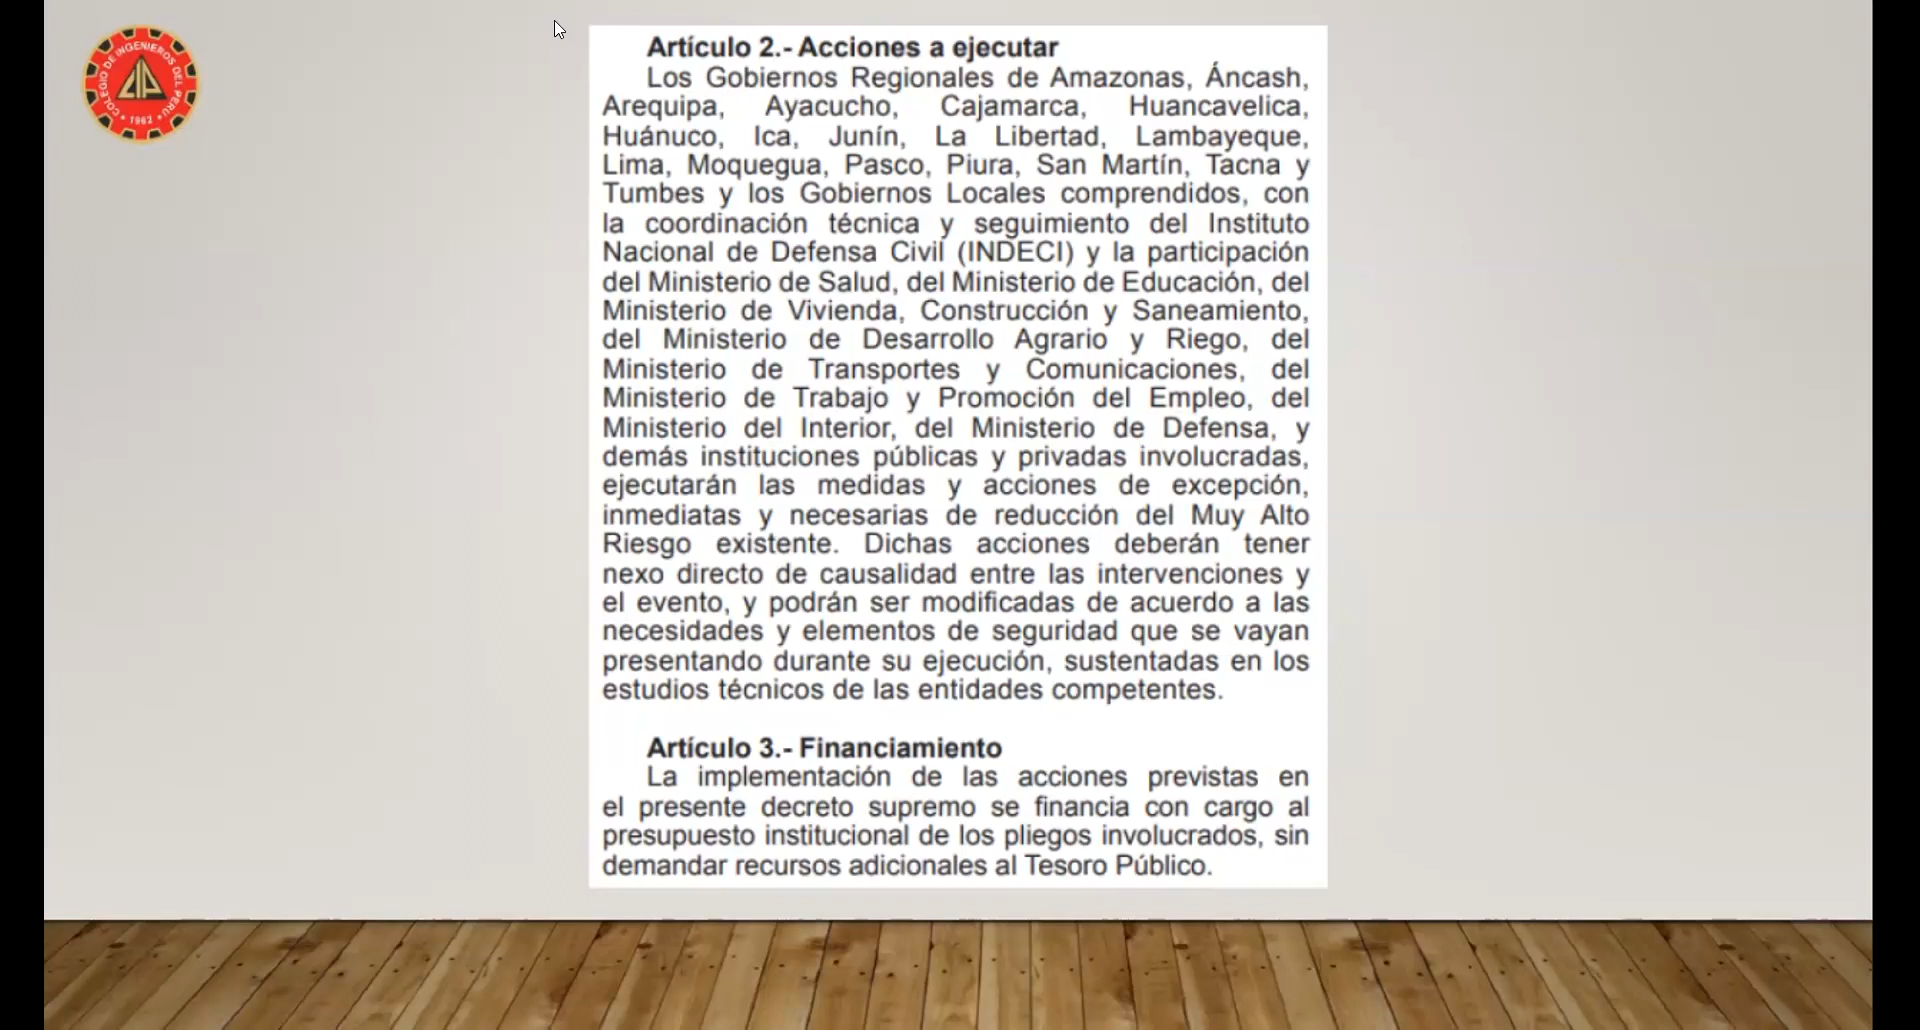 COLEGIO DE INGENIEROS DEL PERU
CIP
• 1962 •
Artículo 2.- Acciones a ejecutar
Los Gobiernos Regionales de Amazonas, Áncash,
Arequipa, Ayacucho, Cajamarca, Huancavelica,
Huánuco, Ica, Junín, La Libertad, Lambayeque,
Lima, Moquegua, Pasco, Piura, San Martín, Tacna y
Tumbes y los Gobiernos Locales comprendidos, con
la coordinación técnica y seguimiento del Instituto
Nacional de Defensa Civil (INDECI) y la participación
del Ministerio de Salud, del Ministerio de Educación, del
Ministerio de Vivienda, Construcción y Saneamiento,
del Ministerio de Desarrollo Agrario y Riego, del
Ministerio de Transportes y Comunicaciones, del
Ministerio de Trabajo y Promoción del Empleo, del
Ministerio del Interior, del Ministerio de Defensa, y
demás instituciones públicas y privadas involucradas,
ejecutarán las medidas y acciones de excepción,
inmediatas y necesarias de reducción del Muy Alto
Riesgo existente. Dichas acciones deberán tener
nexo directo de causalidad entre las intervenciones y
el evento, y podrán ser modificadas de acuerdo a las
necesidades y elementos de seguridad que se vayan
presentando durante su ejecución, sustentadas en los
estudios técnicos de las entidades competentes.
Artículo 3.- Financiamiento
La implementación de las acciones previstas en
el presente decreto supremo se financia con cargo al
presupuesto institucional de los pliegos involucrados, sin
demandar recursos adicionales al Tesoro Público.